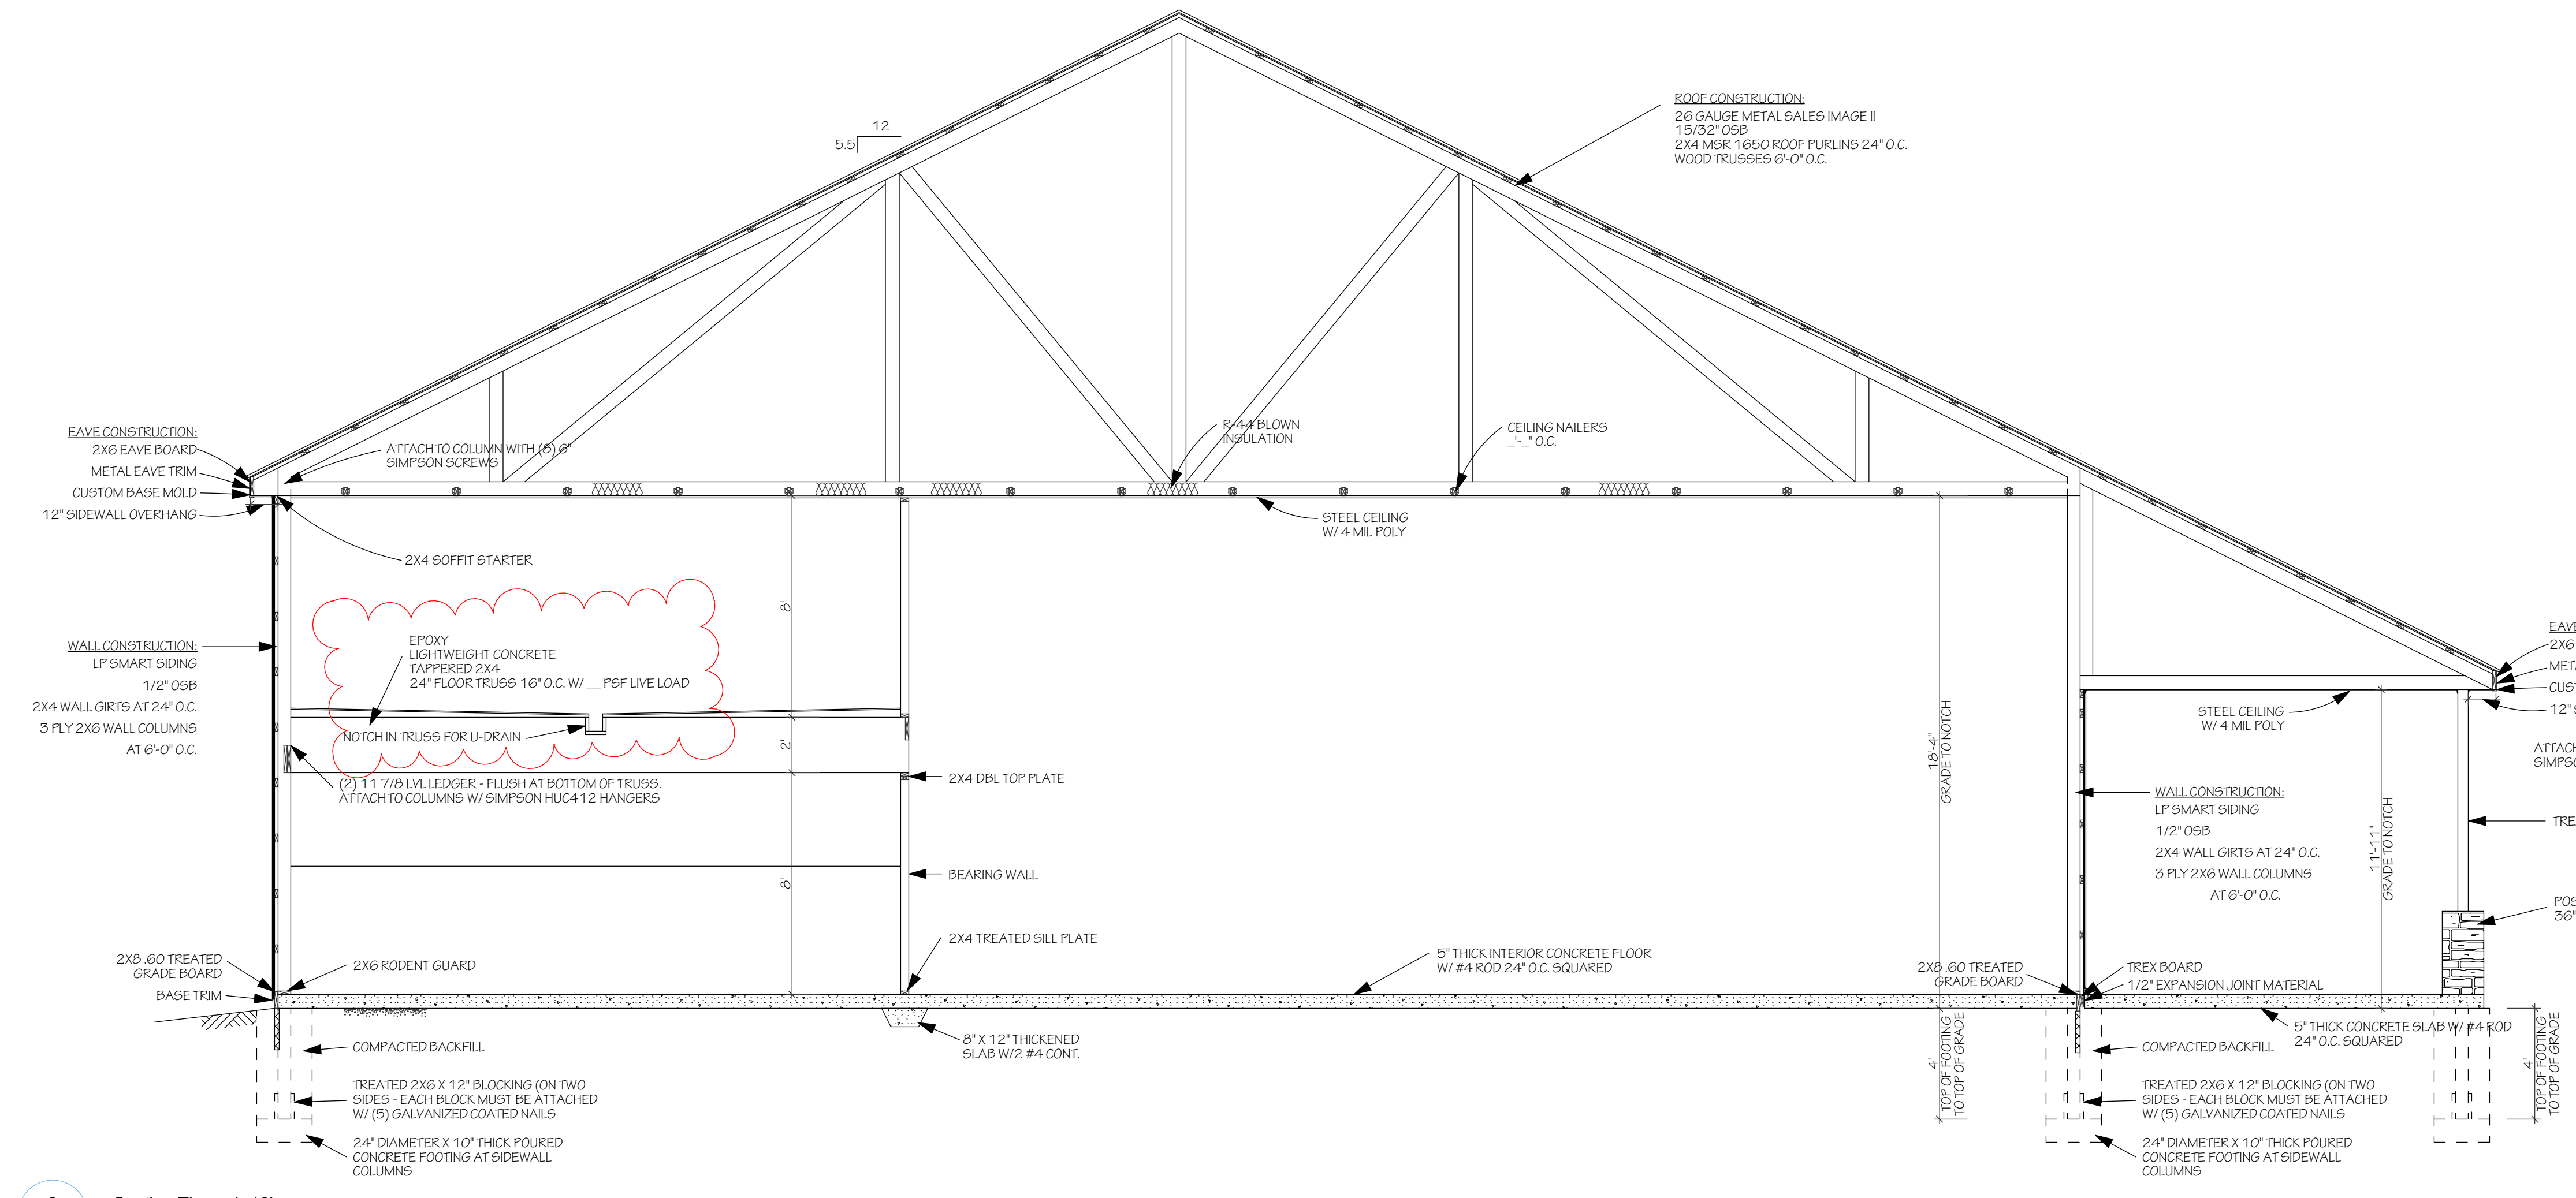 ROOF CONSTRUCTION:
26 GAUGE METAL SALES IMAGE II
15/32" OSB
2X4 MSR 1650 ROOF PURLINS 24" O.C.
WOOD TRUSSES 6'-0" O.C.
12
5.5
EAVE CONSTRUCTION:
2X6 EAVE BOARD
METAL EAVE TRIM
CUSTOM BASE MOLD
12" SIDEWALL OVERHANG
ATTACH TO COLUMN WITH (8) 6"
SIMPSON SCREWS
R-44 BLOWN
INSULATION
CEILING NAILERS
_'-_" O.C.
STEEL CEILING
W/ 4 MIL POLY
2X4 SOFFIT STARTER
8'
EPOXY
LIGHTWEIGHT CONCRETE
TAPPERED 2X4
24" FLOOR TRUSS 16" O.C. W/ __ PSF LIVE LOAD
NOTCH IN TRUSS FOR U-DRAIN
2'
(2) 11 7/8 LVL LEDGER - FLUSH AT BOTTOM OF TRUSS.
ATTACH TO COLUMNS W/ SIMPSON HUC412 HANGERS
WALL CONSTRUCTION:
LP SMART SIDING
1/2" OSB
2X4 WALL GIRTS AT 24" O.C.
3 PLY 2X6 WALL COLUMNS
AT 6'-0" O.C.
2X4 DBL TOP PLATE
BEARING WALL
8'
2X4 TREATED SILL PLATE
2X8 .60 TREATED
GRADE BOARD
BASE TRIM
2X6 RODENT GUARD
5" THICK INTERIOR CONCRETE FLOOR
W/ #4 ROD 24" O.C. SQUARED
8" X 12" THICKENED
SLAB W/2 #4 CONT.
COMPACTED BACKFILL
TREATED 2X6 X 12" BLOCKING (ON TWO
SIDES - EACH BLOCK MUST BE ATTACHED
W/ (5) GALVANIZED COATED NAILS
24" DIAMETER X 10" THICK POURED
CONCRETE FOOTING AT SIDEWALL
COLUMNS
18'-4"
GRADE TO NOTCH
4'
TOP OF FOOTING
TO TOP OF GRADE
STEEL CEILING
W/ 4 MIL POLY
WALL CONSTRUCTION:
LP SMART SIDING
1/2" OSB
2X4 WALL GIRTS AT 24" O.C.
3 PLY 2X6 WALL COLUMNS
AT 6'-0" O.C.
11'-11"
GRADE TO NOTCH
2X8 .60 TREATED
GRADE BOARD
TREX BOARD
1/2" EXPANSION JOINT MATERIAL
5" THICK CONCRETE SLAB W/ #4 ROD
24" O.C. SQUARED
COMPACTED BACKFILL
TREATED 2X6 X 12" BLOCKING (ON TWO
SIDES - EACH BLOCK MUST BE ATTACHED
W/ (5) GALVANIZED COATED NAILS
24" DIAMETER X 10" THICK POURED
CONCRETE FOOTING AT SIDEWALL
COLUMNS
4'
TOP OF FOOTING
TO TOP OF GRADE
2X6
12"
36"